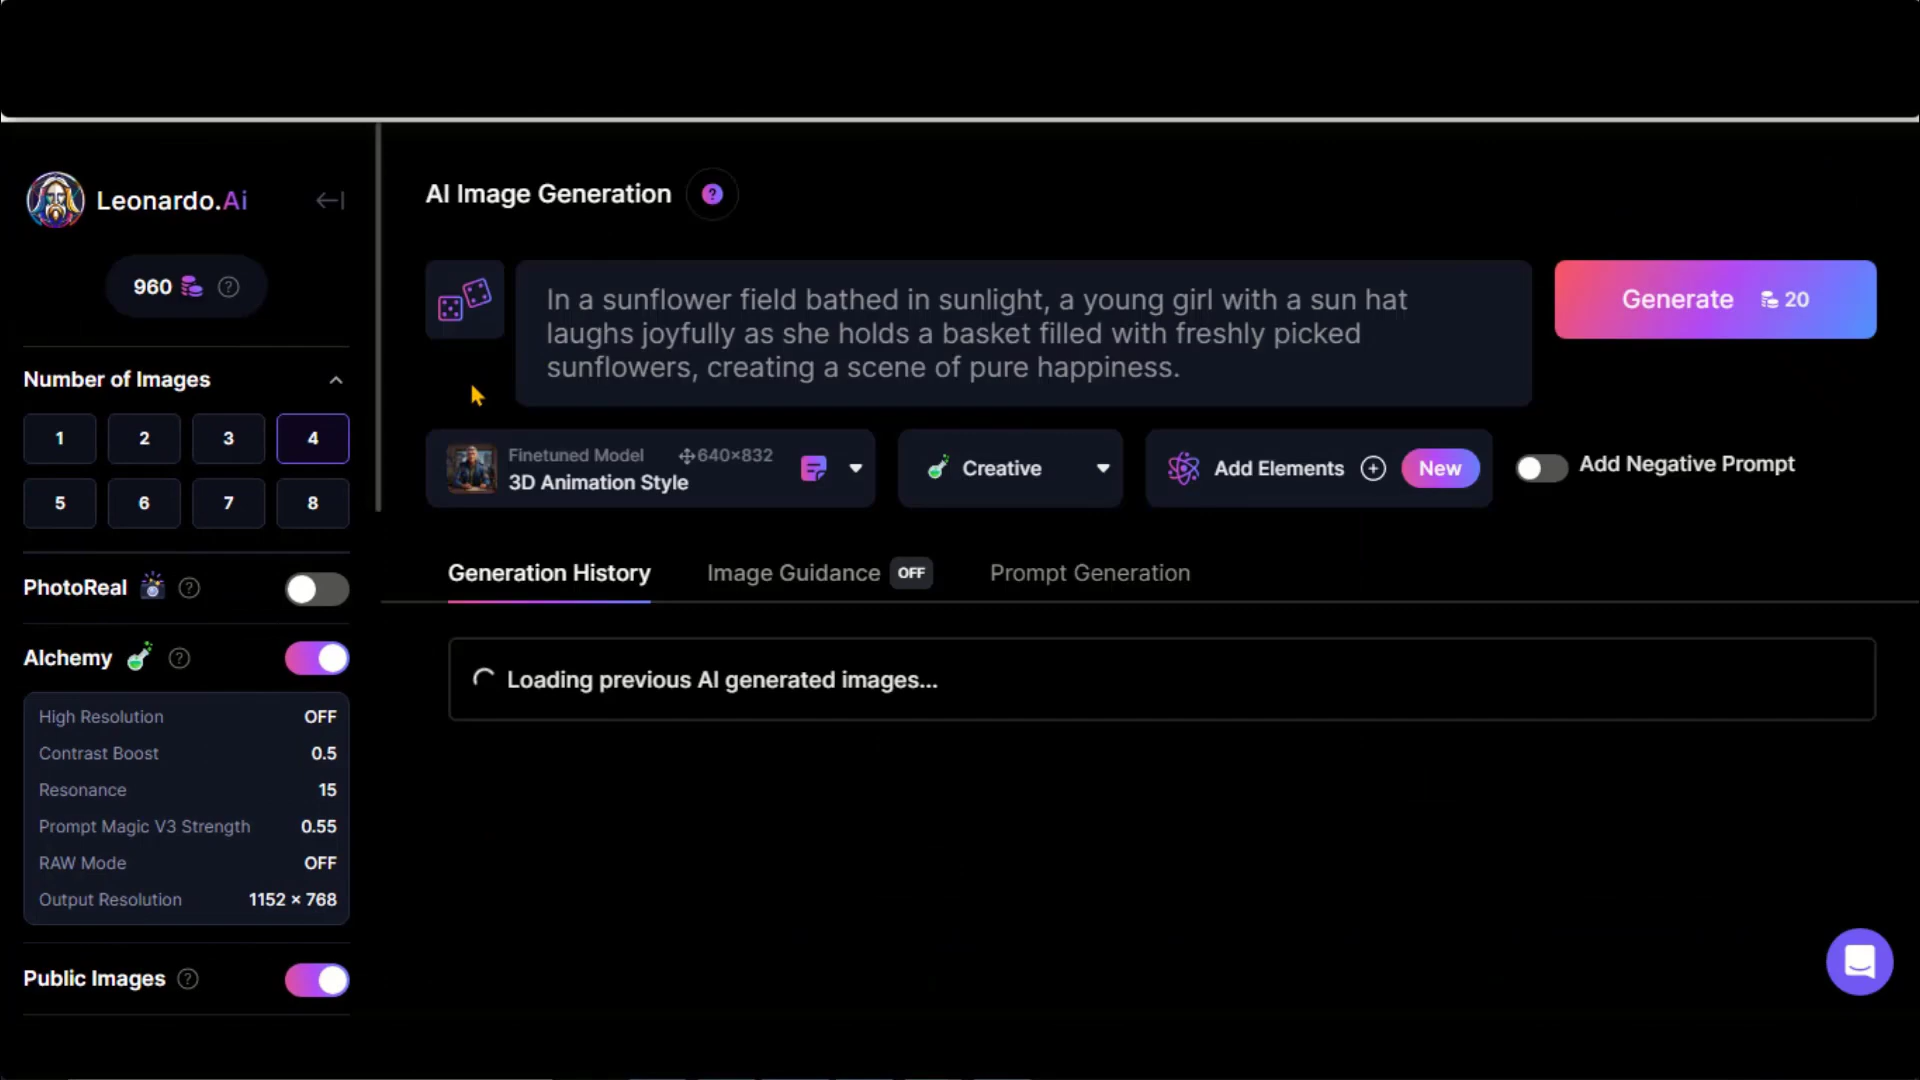 Leonardo.Ai
960
Number of Images
1 2 3 4
5 6 7 8
PhotoReal
Alchemy
High Resolution OFF
Contrast Boost 0.5
Resonance 15
Prompt Magic V3 Strength 0.55
RAW Mode OFF
Output Resolution 1152 × 768
Public Images
AI Image Generation
In a sunflower field bathed in sunlight, a young girl with a sun hat
laughs joyfully as she holds a basket filled with freshly picked
sunflowers, creating a scene of pure happiness.
Generate 20
Finetuned Model 640×832
3D Animation Style
Creative
Add Elements New
Add Negative Prompt
Generation History Image Guidance OFF Prompt Generation
Loading previous AI generated images...